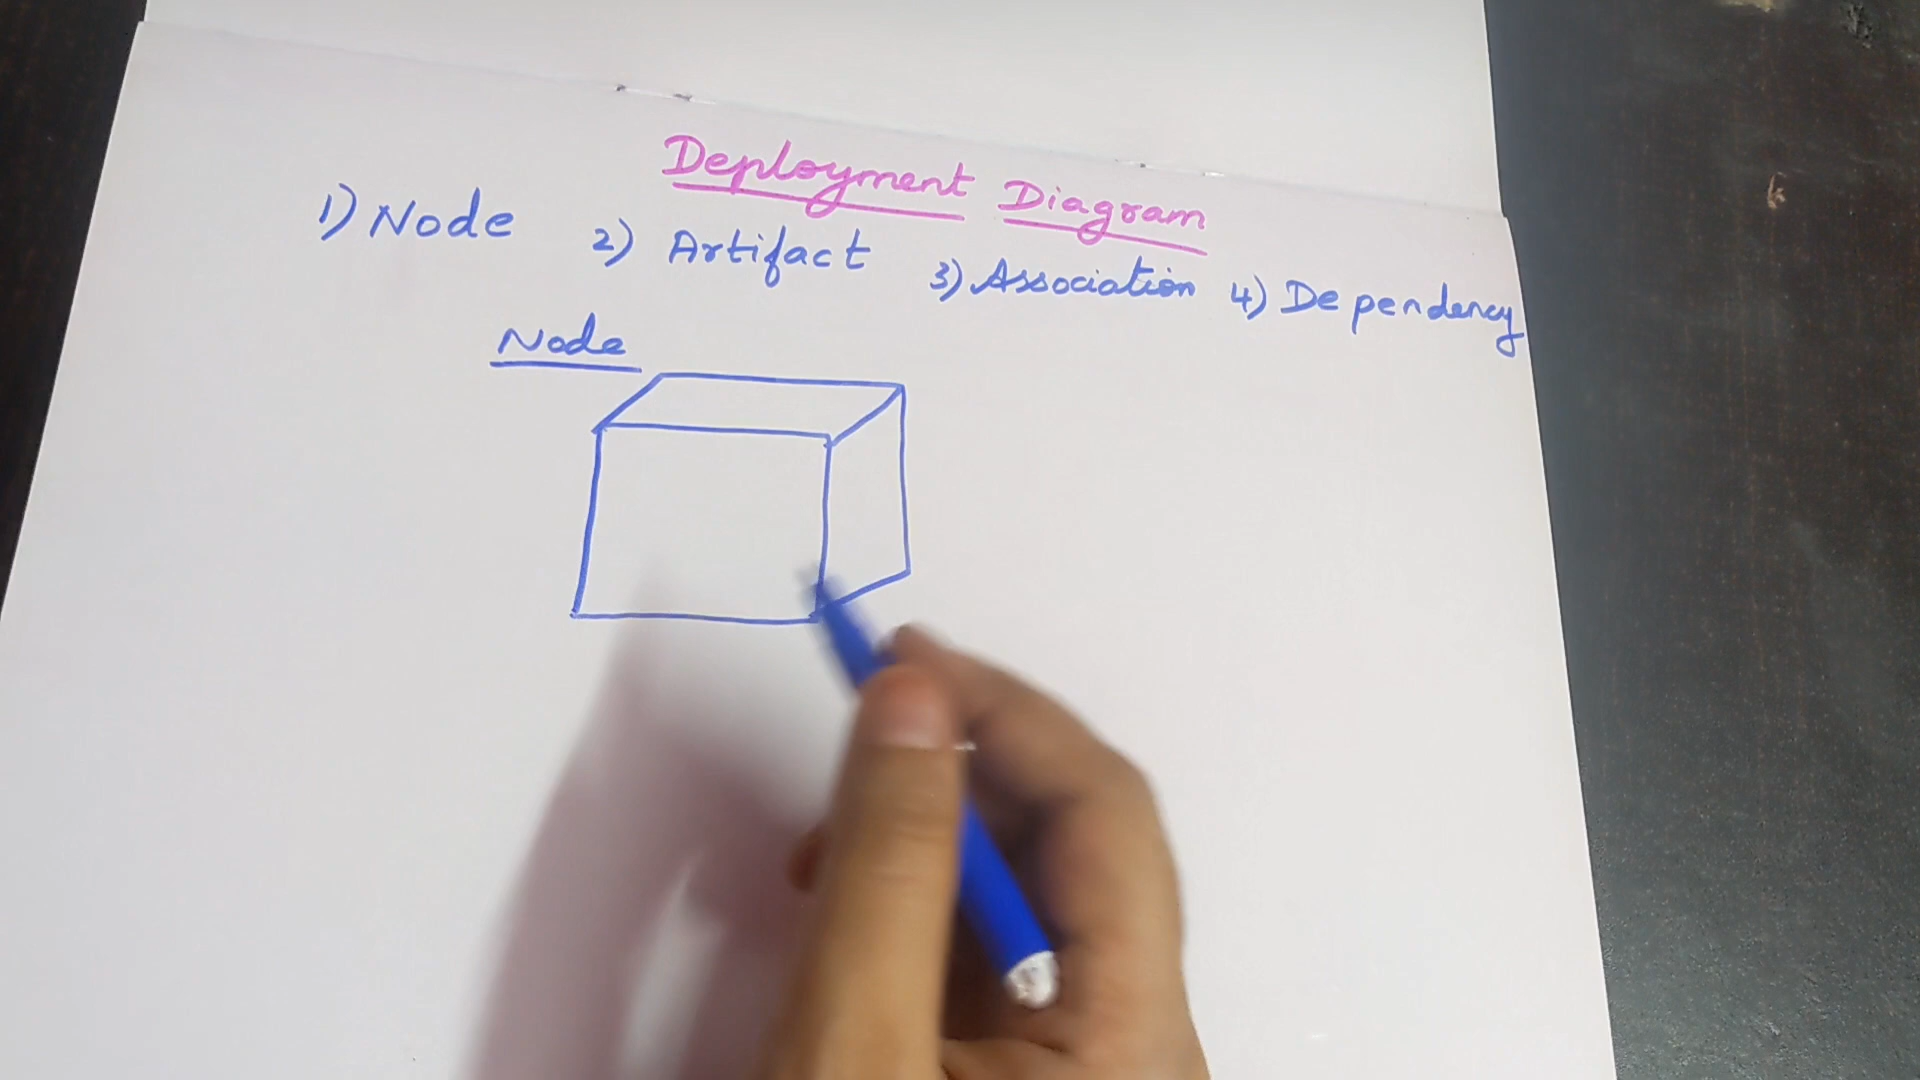 Deployment Diagram
1) Node 2) Artifact 3) Association 4) Dependency
Node